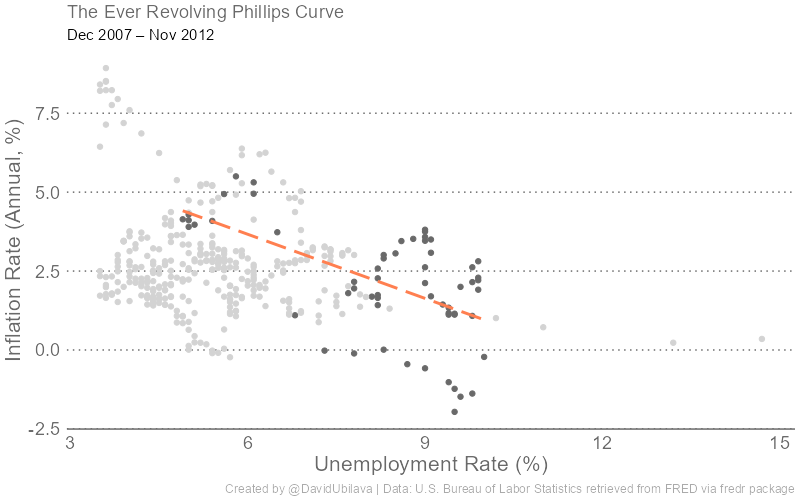 The Ever Revolving Phillips Curve
Dec 2007 – Nov 2012
Inflation Rate (Annual, %)
7.5
5.0
2.5
0.0
-2.5
3 6 9 12 15
Unemployment Rate (%)
Created by @DavidUbilava | Data: U.S. Bureau of Labor Statistics retrieved from FRED via fredr package